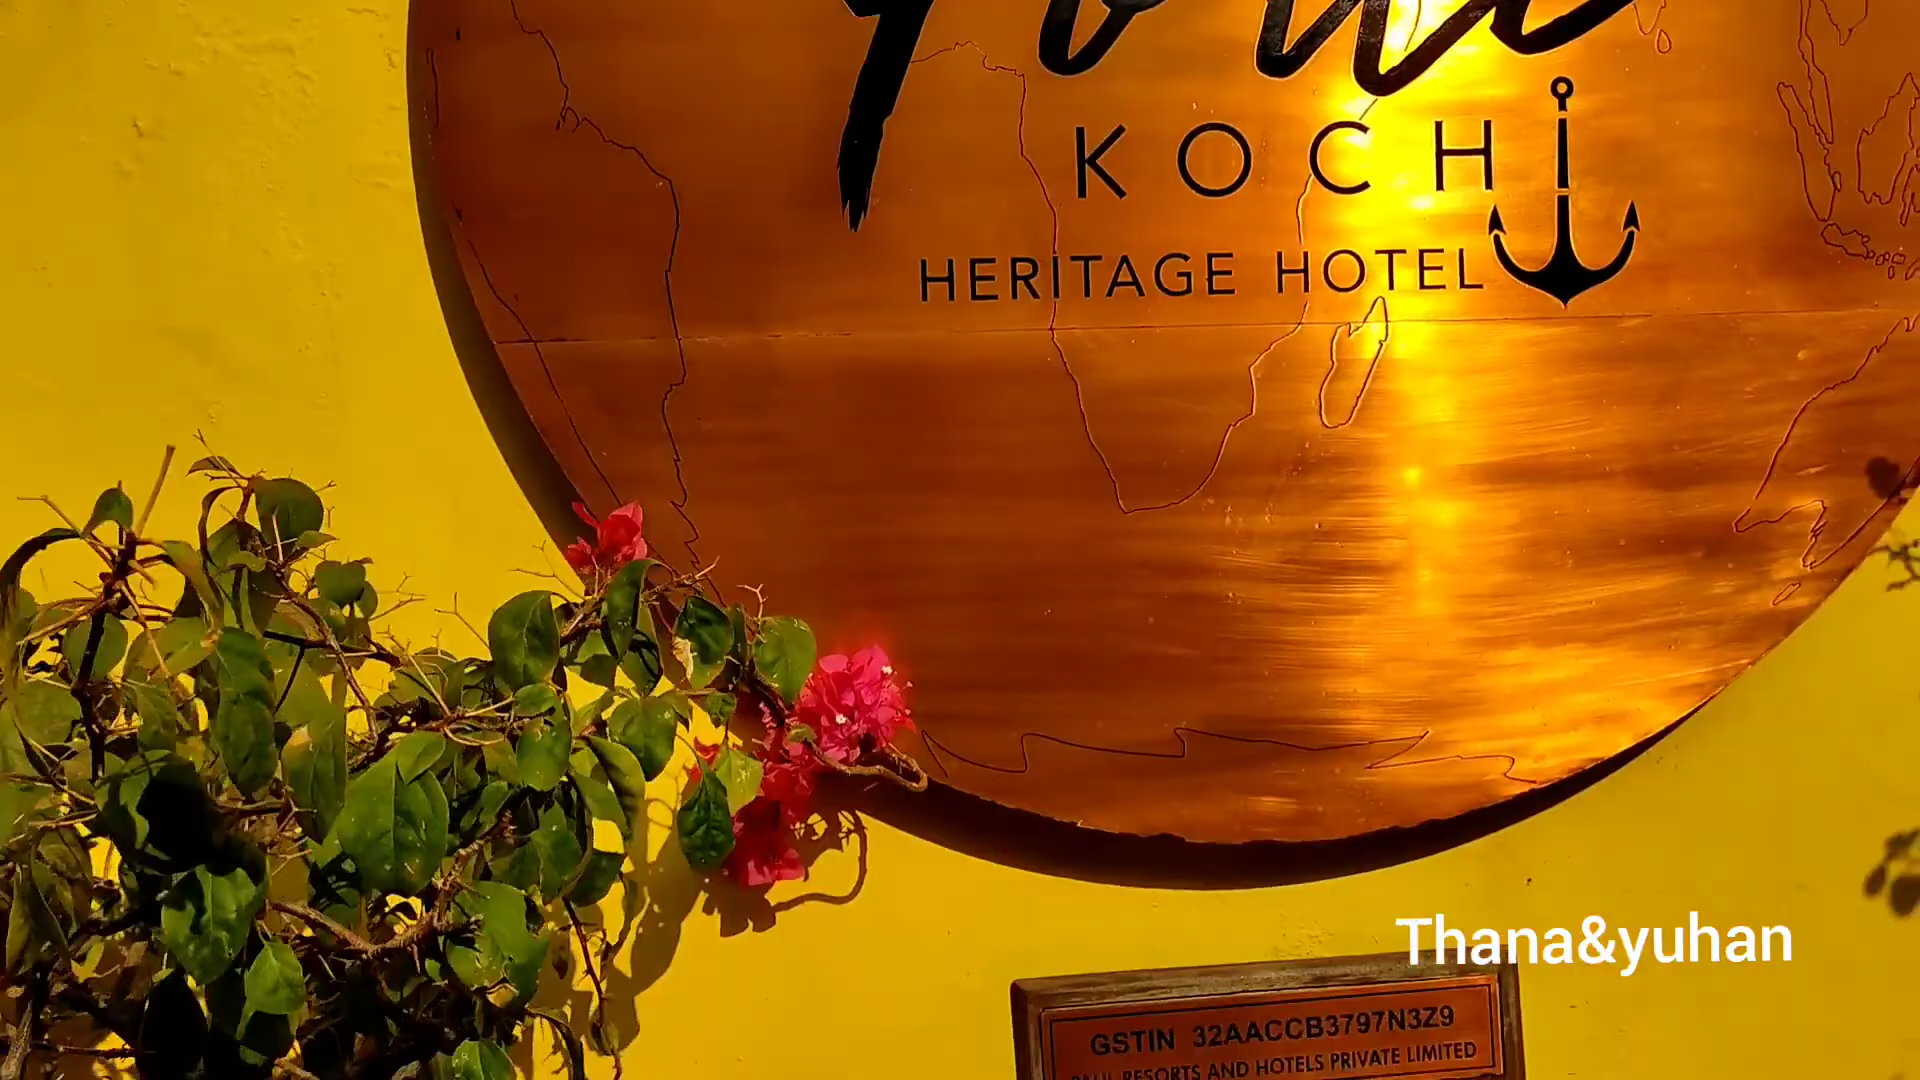 KOCHI
HERITAGE HOTEL
Thana&yuhan
GSTIN 32AACCB3797N3Z9
RESORTS AND HOTELS PRIVATE LIMITED